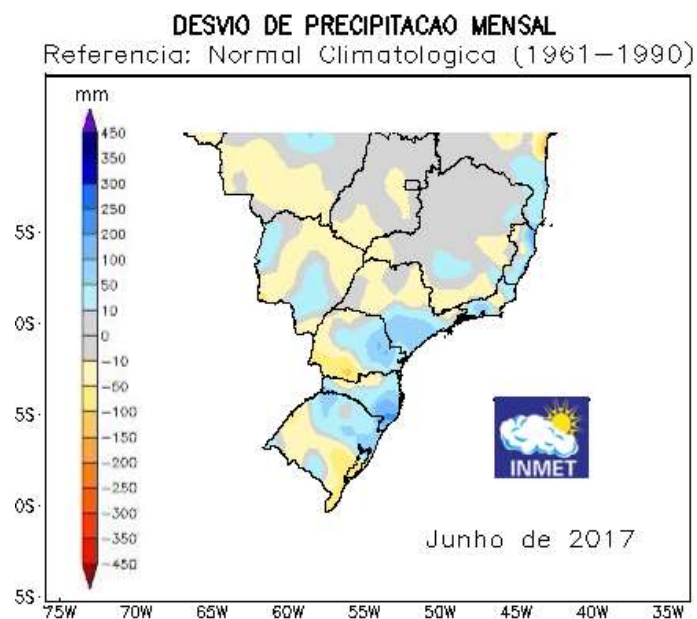 DESVIO DE PRECIPITACAO MENSAL
Referencia: Normal Climatologica (1961–1990)
mm
450
350
300
200
100
50
10
0
-10
-50
-100
-150
-200
-250
-300
-350
-450
5S
0S
5S
0S
5S
INMET
Junho de 2017
75W 70W 65W 60W 55W 50W 45W 40W 35W